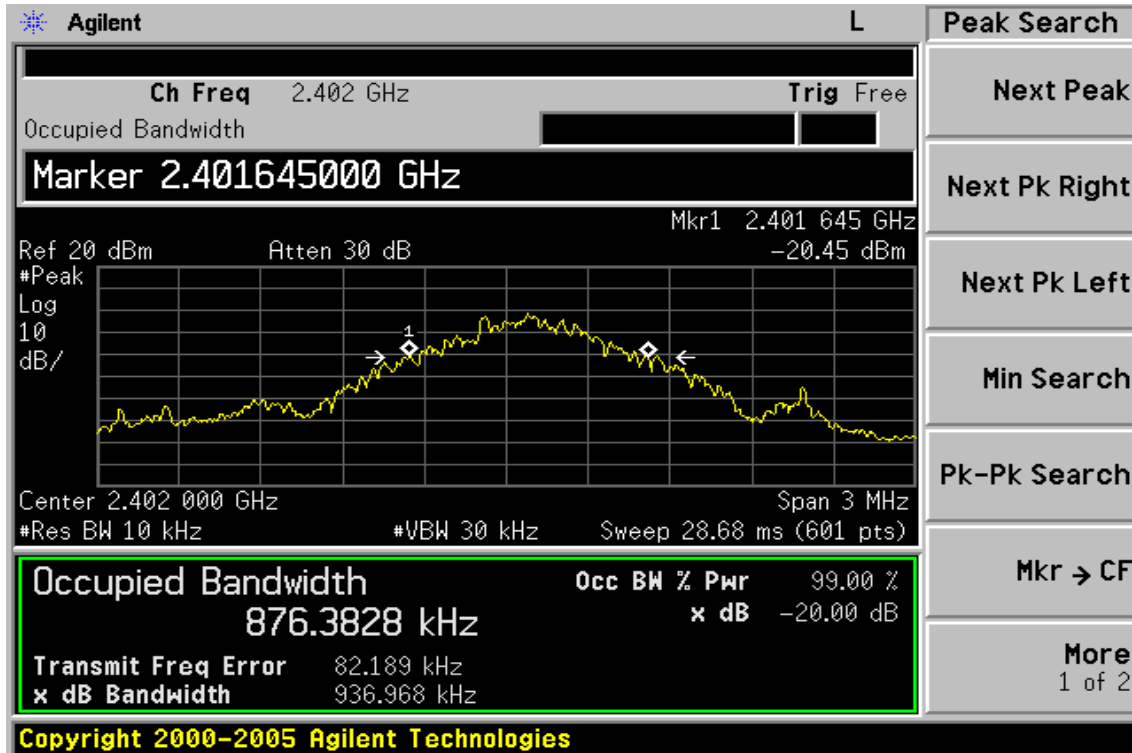 Agilent L Peak Search
Ch Freq 2.402 GHz Trig Free
Occupied Bandwidth
Marker 2.401645000 GHz
Mkr1 2.401 645 GHz
Ref 20 dBm Atten 30 dB -20.45 dBm
#Peak
Log
10
dB/
1
Center 2.402 000 GHz Span 3 MHz
#Res BW 10 kHz #VBW 30 kHz Sweep 28.68 ms (601 pts)
Occupied Bandwidth Occ BW % Pwr 99.00 %
876.3828 kHz x dB -20.00 dB
Transmit Freq Error 82.189 kHz
x dB Bandwidth 936.968 kHz
Copyright 2000-2005 Agilent Technologies
Next Peak
Next Pk Right
Next Pk Left
Min Search
Pk-Pk Search
Mkr → CF
More
1 of 2